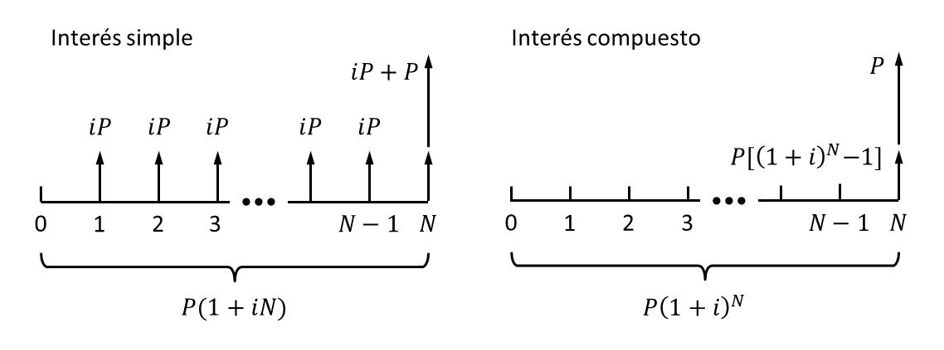 Interés simple
iP + P
iP iP iP iP iP
0 1 2 3 N − 1 N
P(1 + iN)
Interés compuesto
P
P[(1 + i)^N −1]
0 1 2 3 N − 1 N
P(1 + i)^N